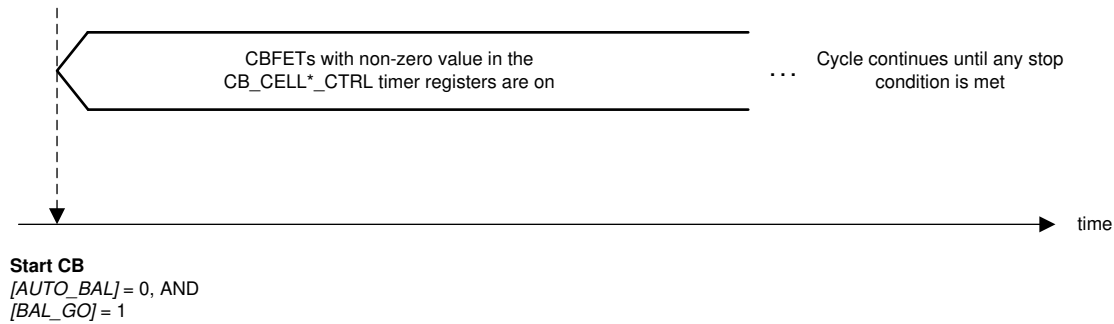 CBFETs with non-zero value in the
CB_CELL*_CTRL timer registers are on
...
Cycle continues until any stop
condition is met
time
Start CB
[AUTO_BAL] = 0, AND
[BAL_GO] = 1